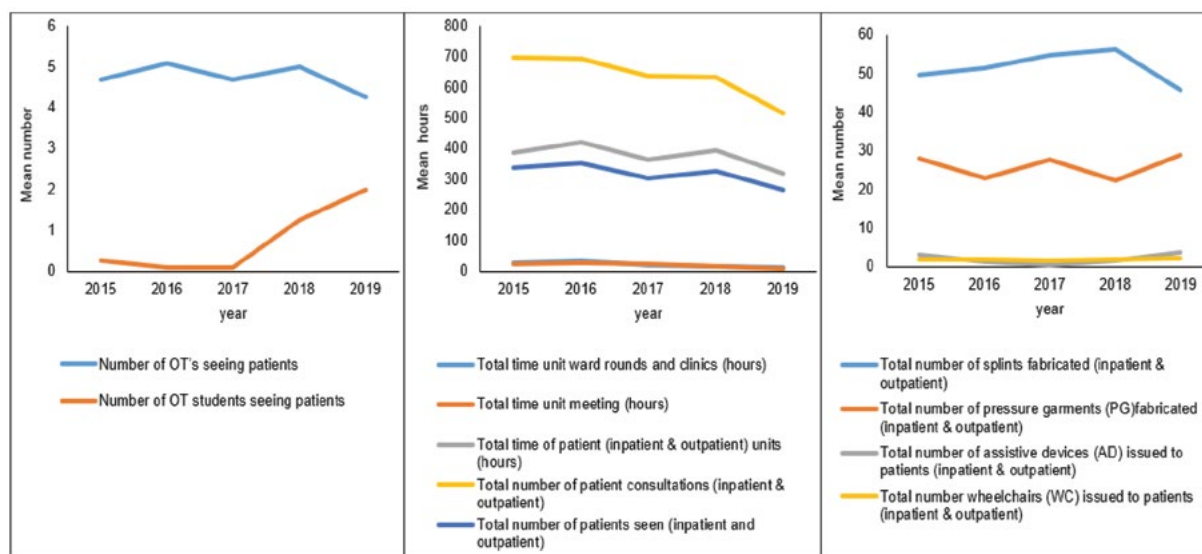 6
5
4
3
2
1
0
Mean number
2015 2016 2017 2018 2019
year
Number of OT's seeing patients
Number of OT students seeing patients
800
700
600
500
400
300
200
100
0
Mean hours
2015 2016 2017 2018 2019
year
Total time unit ward rounds and clinics (hours)
Total time unit meeting (hours)
Total time of patient (inpatient & outpatient) units
(hours)
Total number of patient consultations (inpatient &
outpatient)
Total number of patients seen (inpatient and
outpatient)
60
50
40
30
20
10
0
Mean number
2015 2016 2017 2018 2019
year
Total number of splints fabricated (inpatient &
outpatient)
Total number of pressure garments (PG)fabricated
(inpatient & outpatient)
Total number of assistive devices (AD) issued to
patients (inpatient & outpatient)
Total number wheelchairs (WC) issued to patients
(inpatient & outpatient)